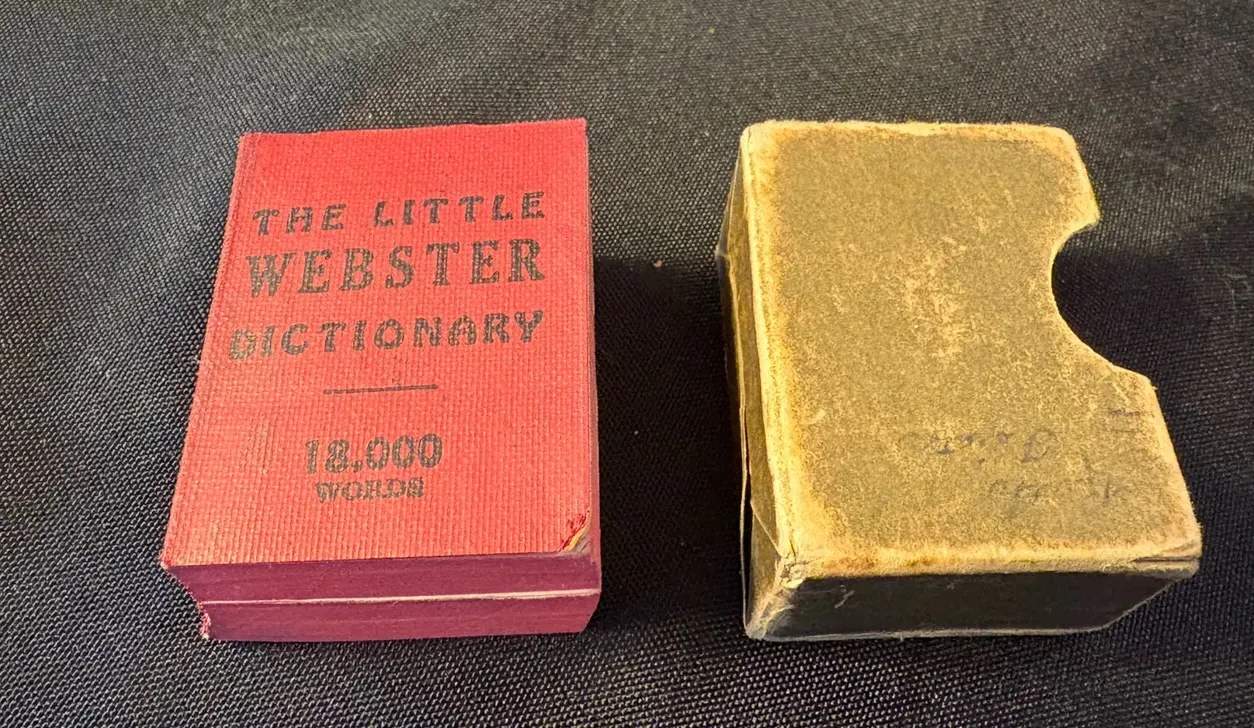 THE LITTLE
WEBSTER
DICTIONARY
18.000
WORDS